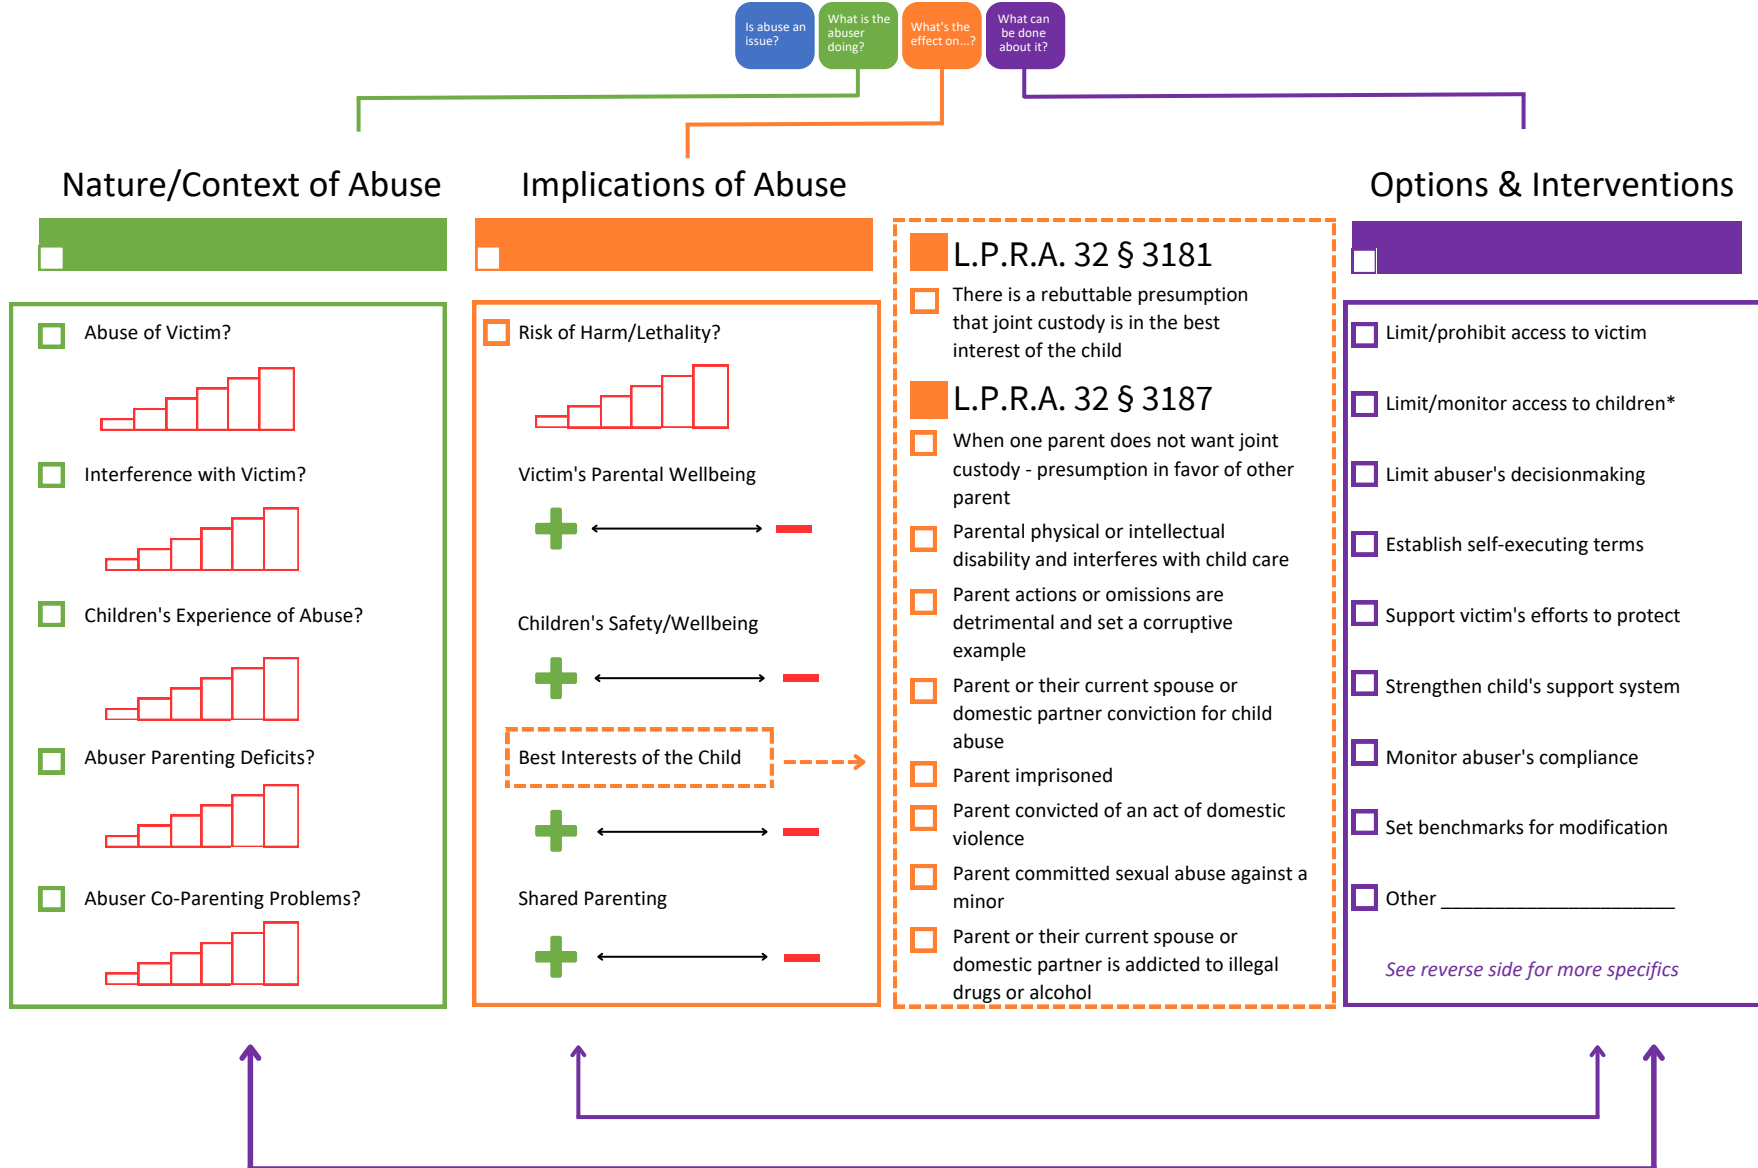 Is abuse an
issue?
What is the
abuser
doing?
What's the
effect on...?
What can
be done
about it?
Nature/Context of Abuse
Abuse of Victim?
Interference with Victim?
Children's Experience of Abuse?
Abuser Parenting Deficits?
Abuser Co-Parenting Problems?
Implications of Abuse
Risk of Harm/Lethality?
Victim's Parental Wellbeing
Children's Safety/Wellbeing
Best Interests of the Child
Shared Parenting
L.P.R.A. 32 § 3181
There is a rebuttable presumption
that joint custody is in the best
interest of the child
L.P.R.A. 32 § 3187
When one parent does not want joint
custody - presumption in favor of other
parent
Parental physical or intellectual
disability and interferes with child care
Parent actions or omissions are
detrimental and set a corruptive
example
Parent or their current spouse or
domestic partner conviction for child
abuse
Parent imprisoned
Parent convicted of an act of domestic
violence
Parent committed sexual abuse against a
minor
Parent or their current spouse or
domestic partner is addicted to illegal
drugs or alcohol
Options & Interventions
Limit/prohibit access to victim
Limit/monitor access to children*
Limit abuser's decisionmaking
Establish self-executing terms
Support victim's efforts to protect
Strengthen child's support system
Monitor abuser's compliance
Set benchmarks for modification
Other ______________________
See reverse side for more specifics